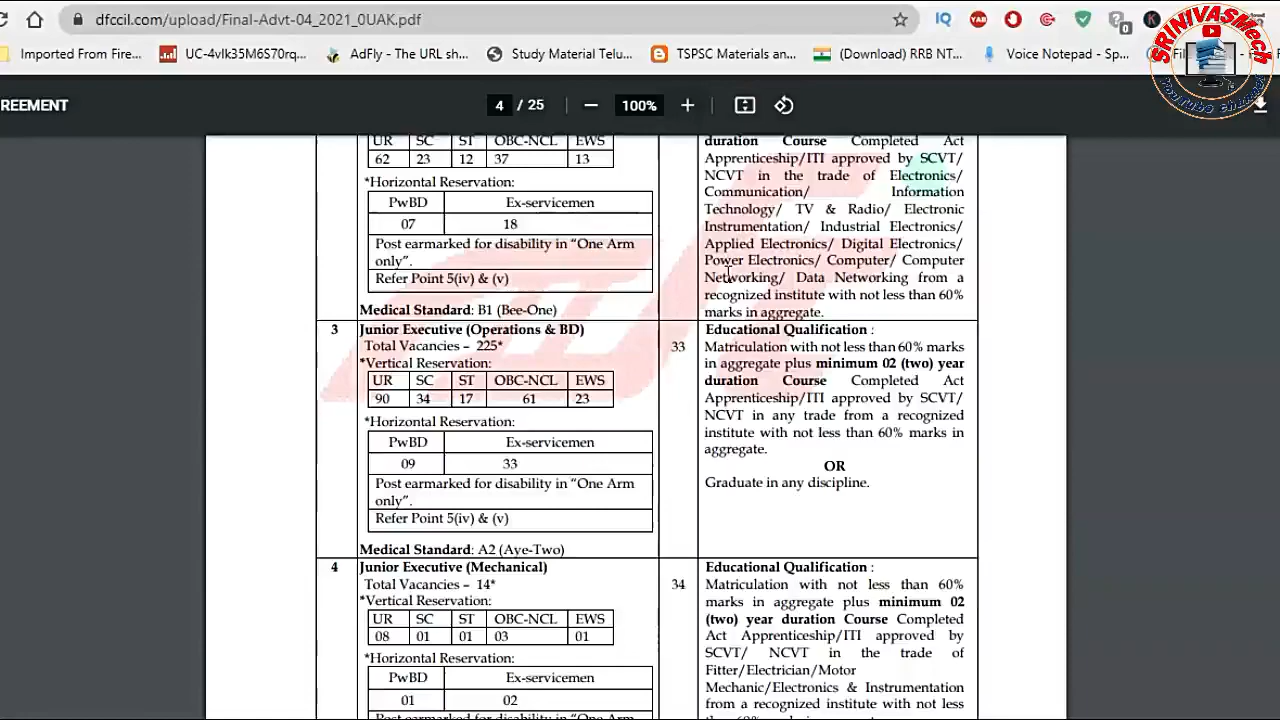 dfccil.com/upload/Final-Advt-04_2021_0UAK.pdf
Imported From Fire...
UC-4vlk35M6S70rq...
AdFly - The URL sh...
Study Material Telu...
TSPSC Materials an...
(Download) RRB NT...
Voice Notepad - Sp...
SRINIVASMech
YouTube channel
REEMENT
4 / 25
100%
UR SC ST OBC-NCL EWS
62 23 12 37 13
*Horizontal Reservation:
PwBD Ex-servicemen
07 18
Post earmarked for disability in “One Arm
only”.
Refer Point 5(iv) & (v)
Medical Standard: B1 (Bee-One)
duration Course Completed Act
Apprenticeship/ITI approved by SCVT/
NCVT in the trade of Electronics/
Communication/ Information
Technology/ TV & Radio/ Electronic
Instrumentation/ Industrial Electronics/
Applied Electronics/ Digital Electronics/
Power Electronics/ Computer/ Computer
Networking/ Data Networking from a
recognized institute with not less than 60%
marks in aggregate.
3
Junior Executive (Operations & BD)
Total Vacancies – 225*
*Vertical Reservation:
UR SC ST OBC-NCL EWS
90 34 17 61 23
*Horizontal Reservation:
PwBD Ex-servicemen
09 33
Post earmarked for disability in “One Arm
only”.
Refer Point 5(iv) & (v)
Medical Standard: A2 (Aye-Two)
33
Educational Qualification :
Matriculation with not less than 60% marks
in aggregate plus minimum 02 (two) year
duration Course Completed Act
Apprenticeship/ITI approved by SCVT/
NCVT in any trade from a recognized
institute with not less than 60% marks in
aggregate.
OR
Graduate in any discipline.
4
Junior Executive (Mechanical)
Total Vacancies – 14*
*Vertical Reservation:
UR SC ST OBC-NCL EWS
08 01 01 03 01
*Horizontal Reservation:
PwBD Ex-servicemen
01 02
34
Educational Qualification :
Matriculation with not less than 60%
marks in aggregate plus minimum 02
(two) year duration Course Completed
Act Apprenticeship/ITI approved by
SCVT/ NCVT in the trade of
Fitter/Electrician/Motor
Mechanic/Electronics & Instrumentation
from a recognized institute with not less